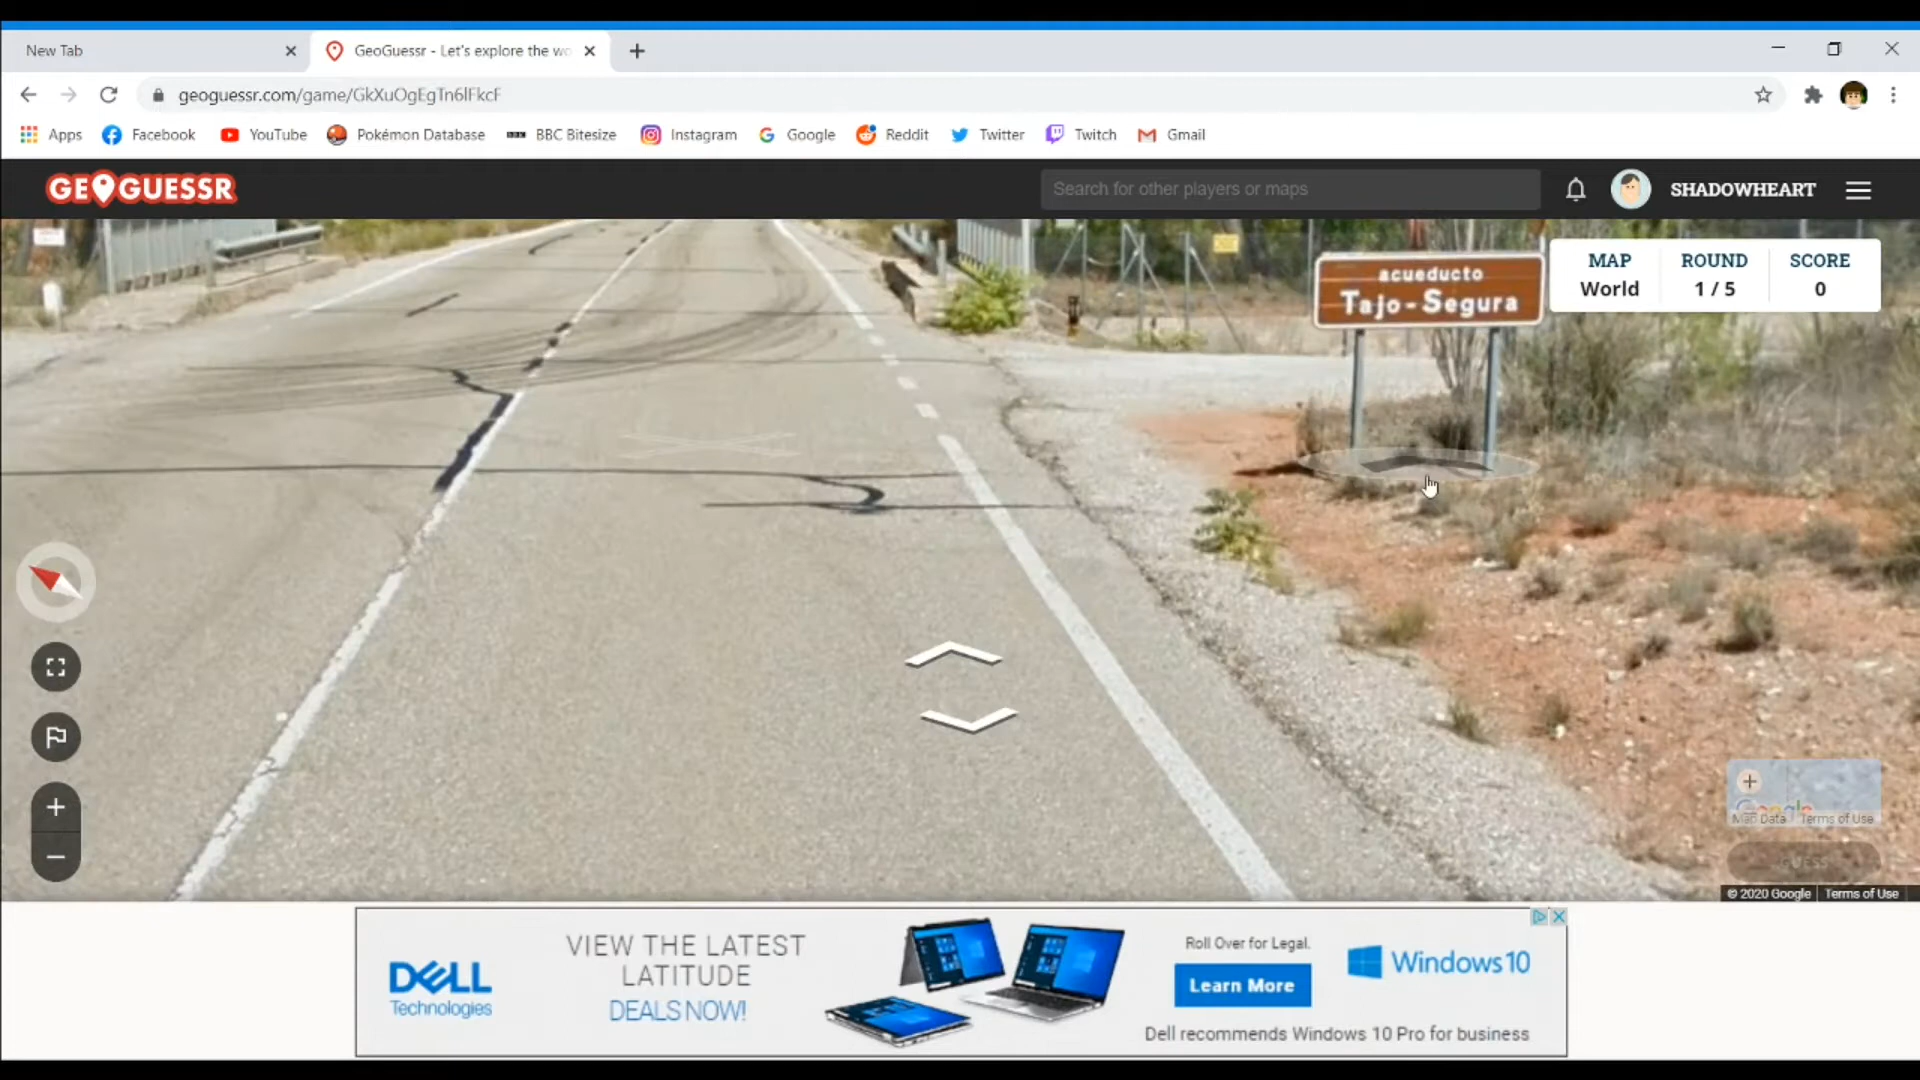 New Tab
GeoGuessr - Let's explore the wo
geoguessr.com/game/GkXuOgEgTn6lFkcF
Apps Facebook YouTube Pokémon Database BBC Bitesize Instagram Google Reddit Twitter Twitch Gmail
GEOGUESSR
Search for other players or maps
SHADOWHEART
acueducto
Tajo-Segura
MAP ROUND SCORE
World 1 / 5 0
Google
Map Data Terms of Use
GUESS
© 2020 Google Terms of Use
DELL
Technologies
VIEW THE LATEST
LATITUDE
DEALS NOW!
Roll Over for Legal.
Learn More
Windows 10
Dell recommends Windows 10 Pro for business